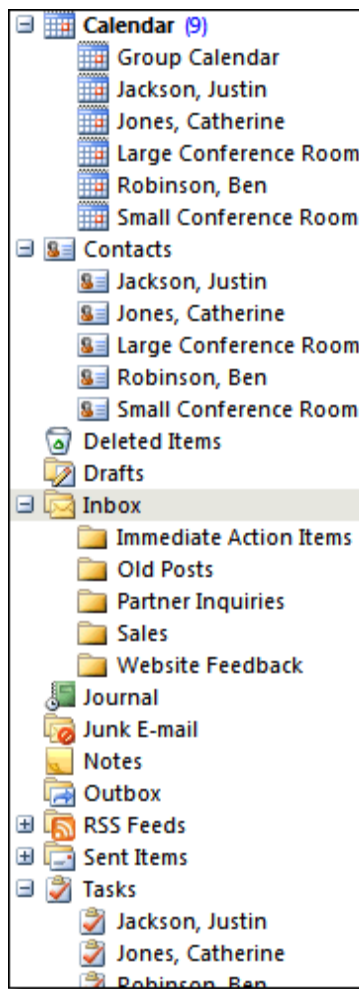 Calendar (9)
Group Calendar
Jackson, Justin
Jones, Catherine
Large Conference Room
Robinson, Ben
Small Conference Room
Contacts
Jackson, Justin
Jones, Catherine
Large Conference Room
Robinson, Ben
Small Conference Room
Deleted Items
Drafts
Inbox
Immediate Action Items
Old Posts
Partner Inquiries
Sales
Website Feedback
Journal
Junk E-mail
Notes
Outbox
RSS Feeds
Sent Items
Tasks
Jackson, Justin
Jones, Catherine
Robinson, Ben